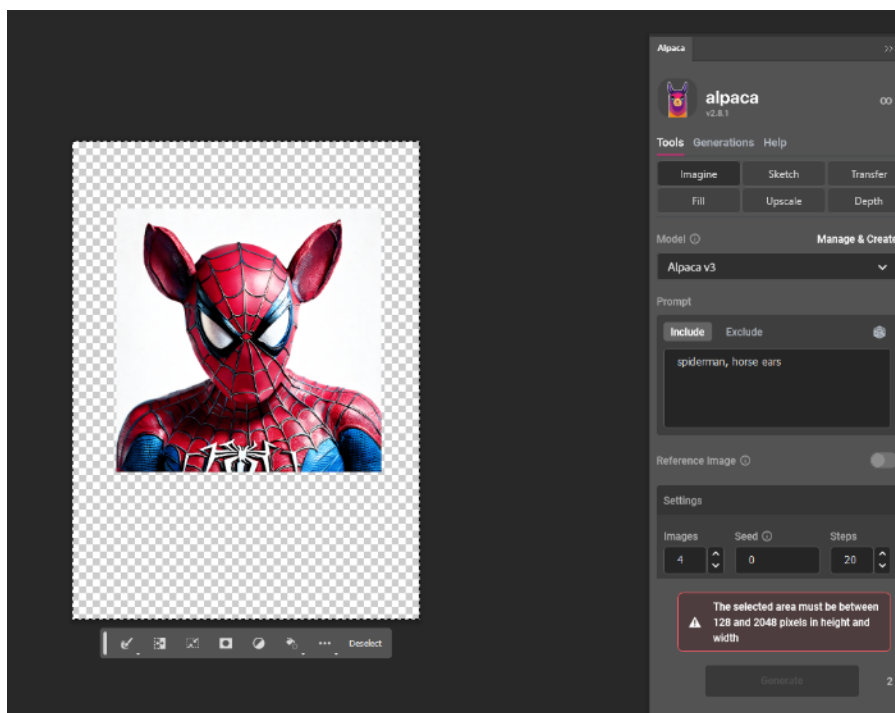 Alpaca
alpaca
v2.8.1
Tools Generations Help
Imagine Sketch Transfer
Fill Upscale Depth
Model Manage & Create
Alpaca v3
Prompt
Include Exclude
spiderman, horse ears
Reference Image
Settings
Images Seed Steps
4 0 20
The selected area must be between
128 and 2048 pixels in height and
width
Deselect
Generate 2